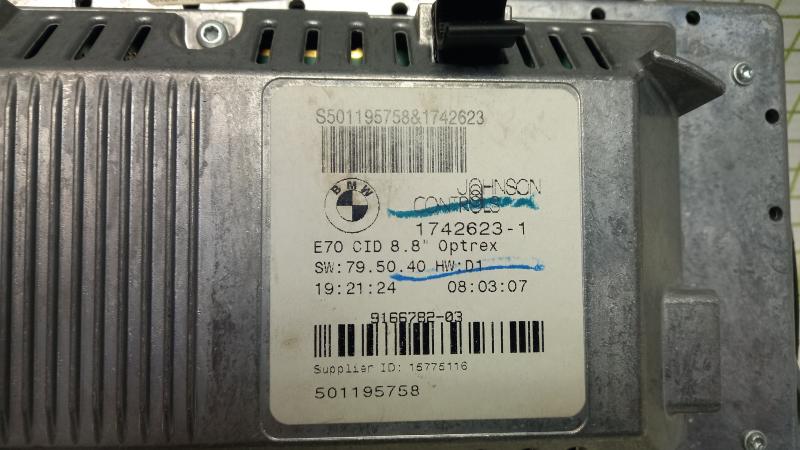 S501195758&1742623
BMW
JOHNSON
CONTROLS
1742623-1
E70 CID 8.8" Optrex
SW:79.50.40 HW:D1
19:21:24 08:03:07
9166782-03
Supplier ID: 15775116
501195758